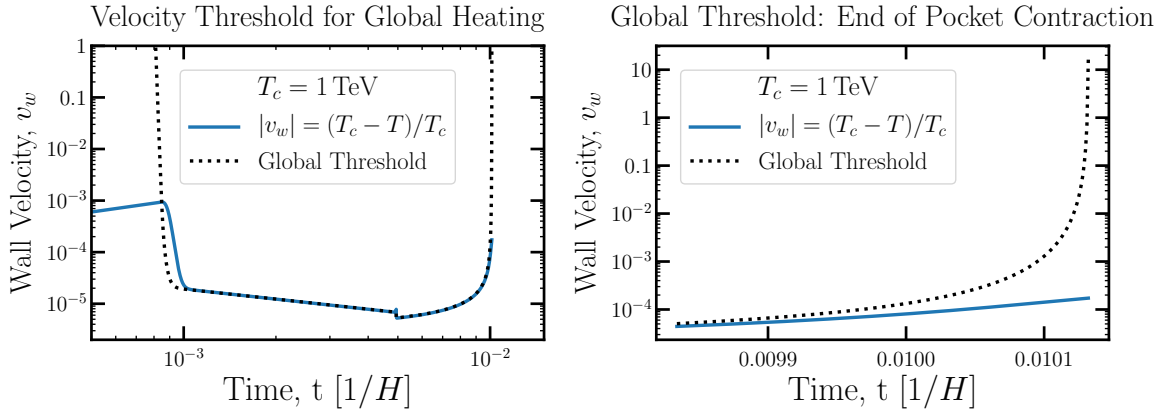 Velocity Threshold for Global Heating
Wall Velocity, v_w
1
0.1
10^{-2}
10^{-3}
10^{-4}
10^{-5}
T_c = 1 TeV
|v_w| = (T_c − T)/T_c
Global Threshold
10^{-3}
10^{-2}
Time, t [1/H]
Global Threshold: End of Pocket Contraction
Wall Velocity, v_w
10
1
0.1
10^{-2}
10^{-3}
10^{-4}
T_c = 1 TeV
|v_w| = (T_c − T)/T_c
Global Threshold
0.0099
0.0100
0.0101
Time, t [1/H]